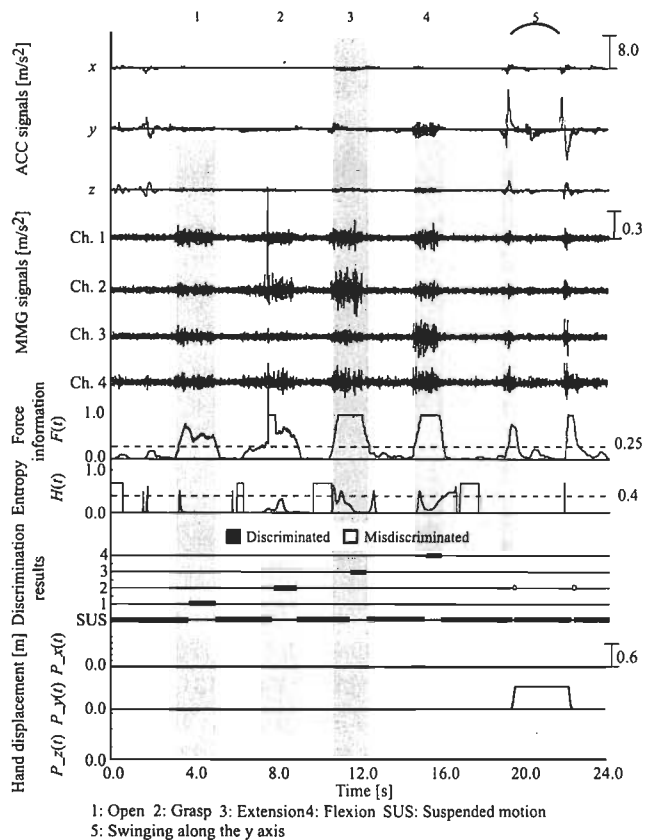 1 2 3 4 5
ACC signals [m/s²]
x
8.0
y
z
MMG signals [m/s²]
Ch. 1
0.3
Ch. 2
Ch. 3
Ch. 4
Force information
F(t)
1.0
0.0
0.25
Entropy
H(t)
1.0
0.0
0.4
Discriminated Misdiscriminated
Discrimination results
4
3
2
1
SUS
Hand displacement [m]
P_x(t)
0.0
0.6
P_y(t)
0.0
P_z(t)
0.0
0.0 4.0 8.0 12.0 16.0 20.0 24.0
Time [s]
1: Open 2: Grasp 3: Extension4: Flexion SUS: Suspended motion
5: Swinging along the y axis